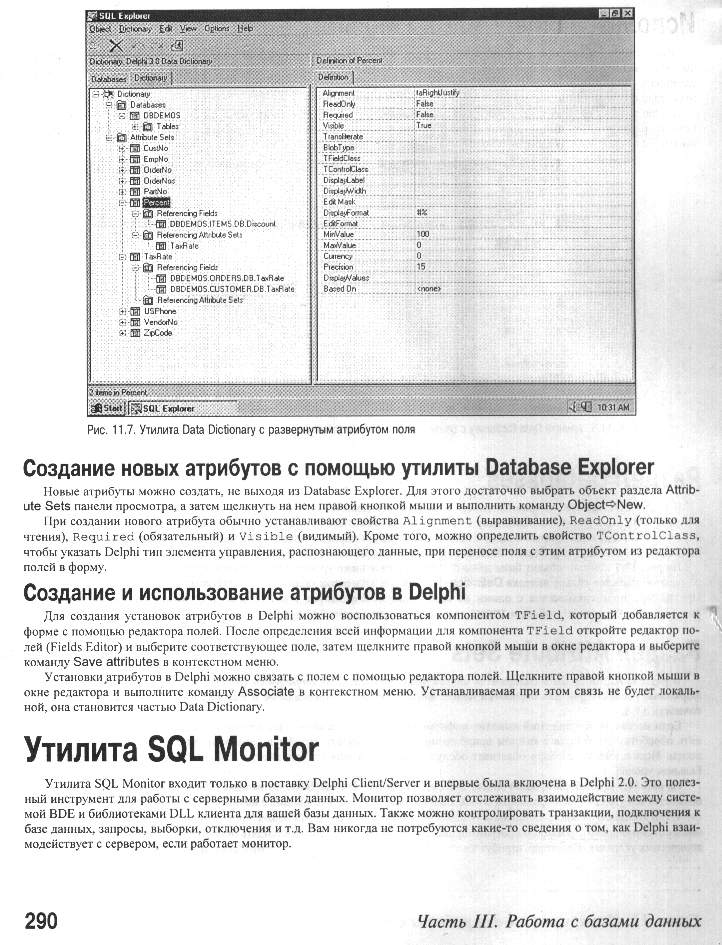 SQL Explorer
Object Dictionary Edit View Options Help
Dictionary: Delphi 3.0 Data Dictionary
Definition of Percent
Databases Dictionary
Definition
Dictionary
Databases
DBDEMOS
Tables
Attribute Sets
CustNo
EmpNo
OrderNo
OrderNos
PartNo
Percent
Referencing Fields
DBDEMOS.ITEMS.DB.Discount
Referencing Attribute Sets
TaxRate
TaxRate
Referencing Fields
DBDEMOS.ORDERS.DB.TaxRate
DBDEMOS.CUSTOMER.DB.TaxRate
Referencing Attribute Sets
USPhone
VendorNo
ZipCode
Alignment taRightJustify
ReadOnly False
Required False
Visible True
Transliterate
BlobType
TFieldClass
TControlClass
DisplayLabel
DisplayWidth
Edit Mask
DisplayFormat #%
EditFormat
MinValue 100
MaxValue 0
Currency 0
Precision 15
DisplayValues
Based On <none>
2 items in Percent.
Start SQL Explorer 10:31 AM
Рис. 11.7. Утилита Data Dictionary с развернутым атрибутом поля
Создание новых атрибутов с помощью утилиты Database Explorer
Новые атрибуты можно создать, не выходя из Database Explorer. Для этого достаточно выбрать объект раздела Attrib-
ute Sets панели просмотра, а затем щелкнуть на нем правой кнопкой мыши и выполнить команду Object⇨New.
При создании нового атрибута обычно устанавливают свойства Alignment (выравнивание), ReadOnly (только для
чтения), Required (обязательный) и Visible (видимый). Кроме того, можно определить свойство TControlClass,
чтобы указать Delphi тип элемента управления, распознающего данные, при переносе поля с этим атрибутом из редактора
полей в форму.
Создание и использование атрибутов в Delphi
Для создания установок атрибутов в Delphi можно воспользоваться компонентом TField, который добавляется к
форме с помощью редактора полей. После определения всей информации для компонента TField откройте редактор по-
лей (Fields Editor) и выберите соответствующее поле, затем щелкните правой кнопкой мыши в окне редактора и выберите
команду Save attributes в контекстном меню.
Установки атрибутов в Delphi можно связать с полем с помощью редактора полей. Щелкните правой кнопкой мыши в
окне редактора и выполните команду Associate в контекстном меню. Устанавливаемая при этом связь не будет локаль-
ной, она становится частью Data Dictionary.
Утилита SQL Monitor
Утилита SQL Monitor входит только в поставку Delphi Client/Server и впервые была включена в Delphi 2.0. Это полез-
ный инструмент для работы с серверными базами данных. Монитор позволяет отслеживать взаимодействие между систе-
мой BDE и библиотеками DLL клиента для вашей базы данных. Также можно контролировать транзакции, подключения к
базе данных, запросы, выборки, отключения и т.д. Вам никогда не потребуются какие-то сведения о том, как Delphi взаи-
модействует с сервером, если работает монитор.
290
Часть III. Работа с базами данных